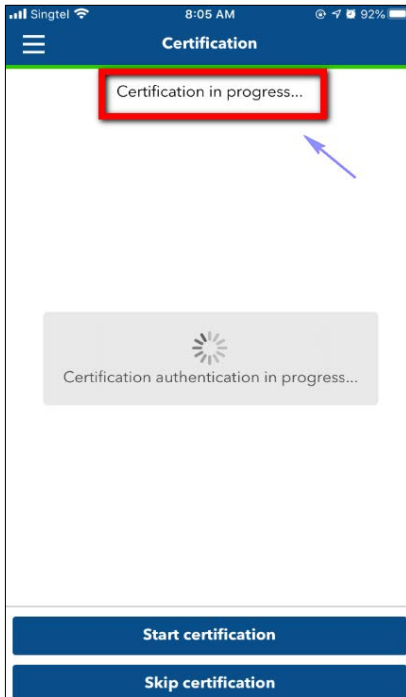 Singtel 8:05 AM 92%
Certification
Certification in progress...
Certification authentication in progress...
Start certification
Skip certification